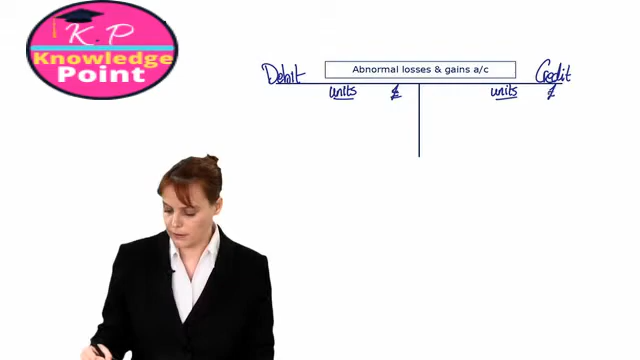 K.P
Knowledge
Point
Debit Abnormal losses & gains a/c Credit
units £ units £